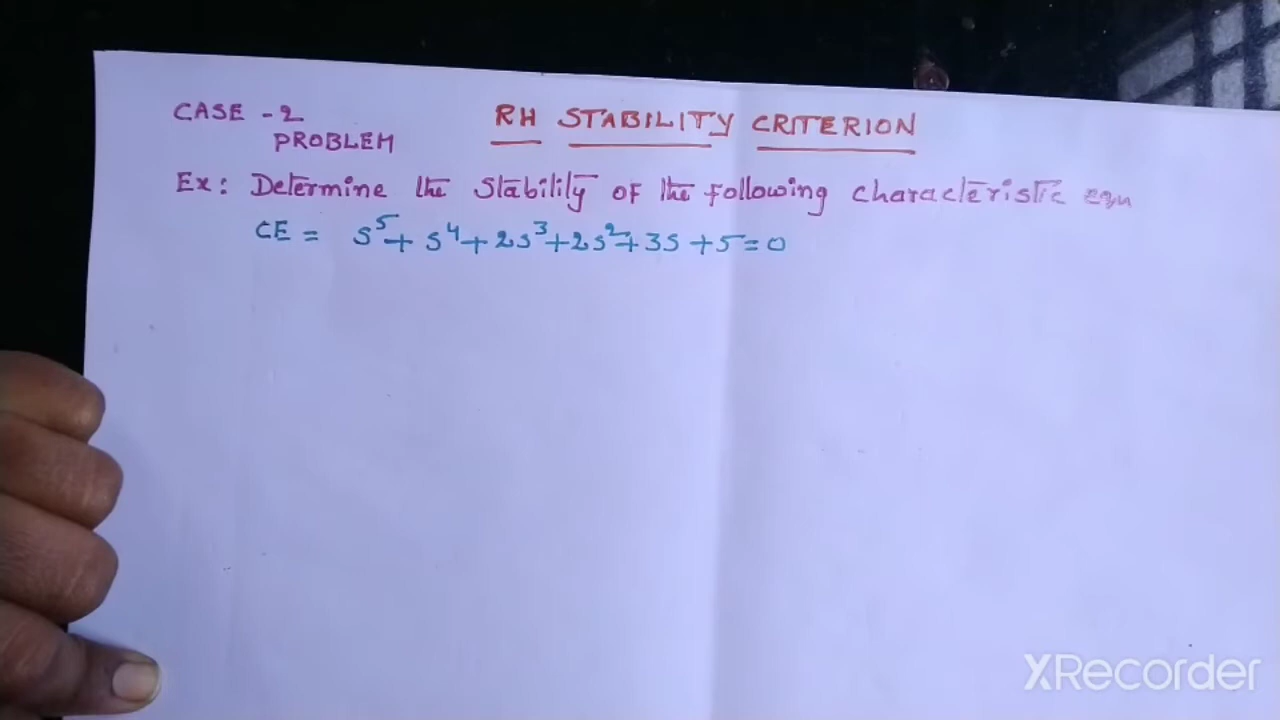 CASE - 2 RH STABILITY CRITERION
PROBLEM
Ex: Determine the Stability of the following characteristic eqn
CE = s⁵ + s⁴ + 2s³ + 2s² + 3s + 5 = 0
XRecorder